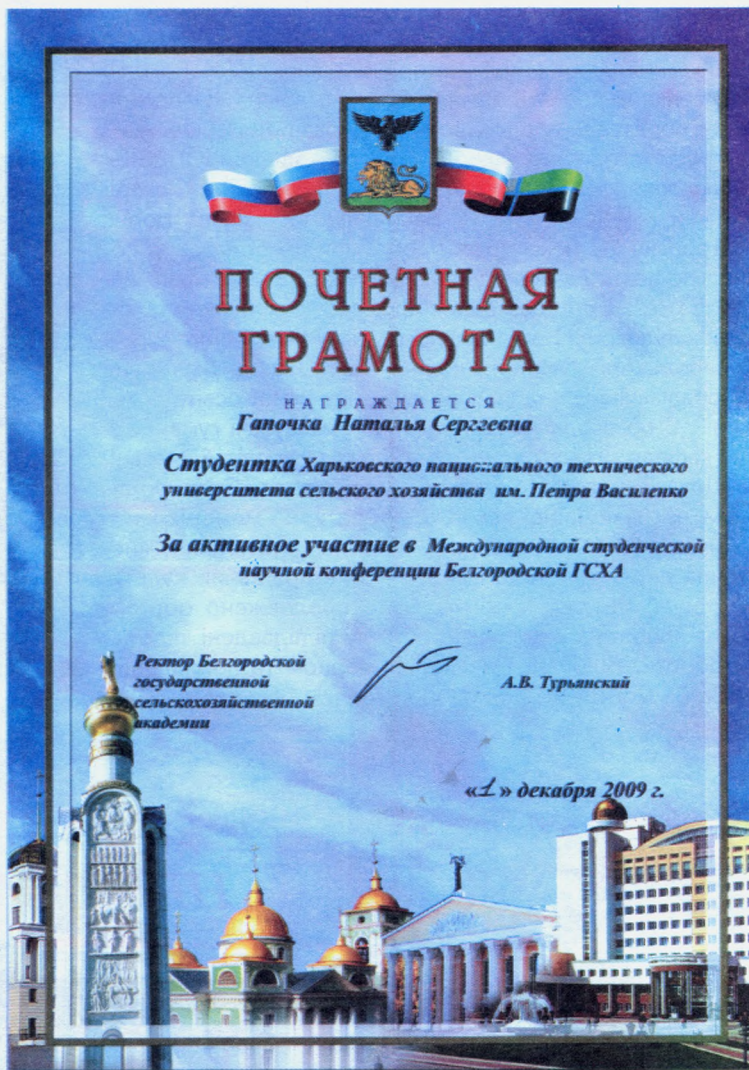 ПОЧЕТНАЯ
ГРАМОТА
НАГРАЖДАЕТСЯ
Гапочка Наталья Серггевна
Студентка Харьковского национального технического
университета сельского хозяйства им. Петра Василенко
За активное участие в Международной студенческой
научной конференции Белгородской ГСХА
Ректор Белгородской
государственной
сельскохозяйственной
академии
А.В. Турьянский
«1» декабря 2009 г.